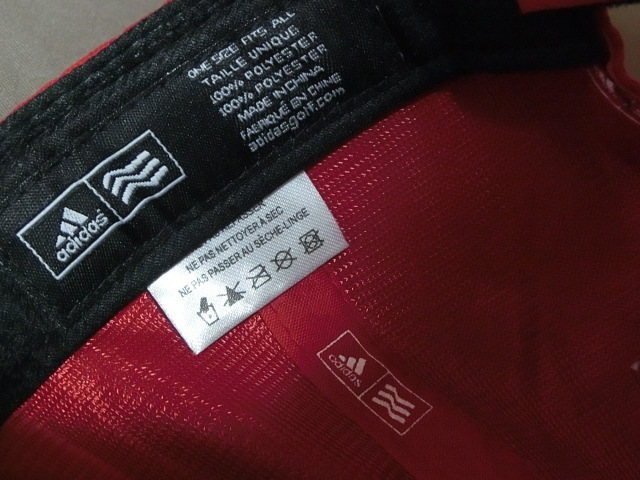 ONE SIZE FITS ALL
TAILLE UNIQUE
100% POLYESTER
100% POLYESTER
MADE IN CHINA
FABRIQUÉ EN CHINE
adidasgolf.com
adidas
NE PAS NETTOYER À SEC
NE PAS PASSER AU SÈCHE-LINGE
adidas